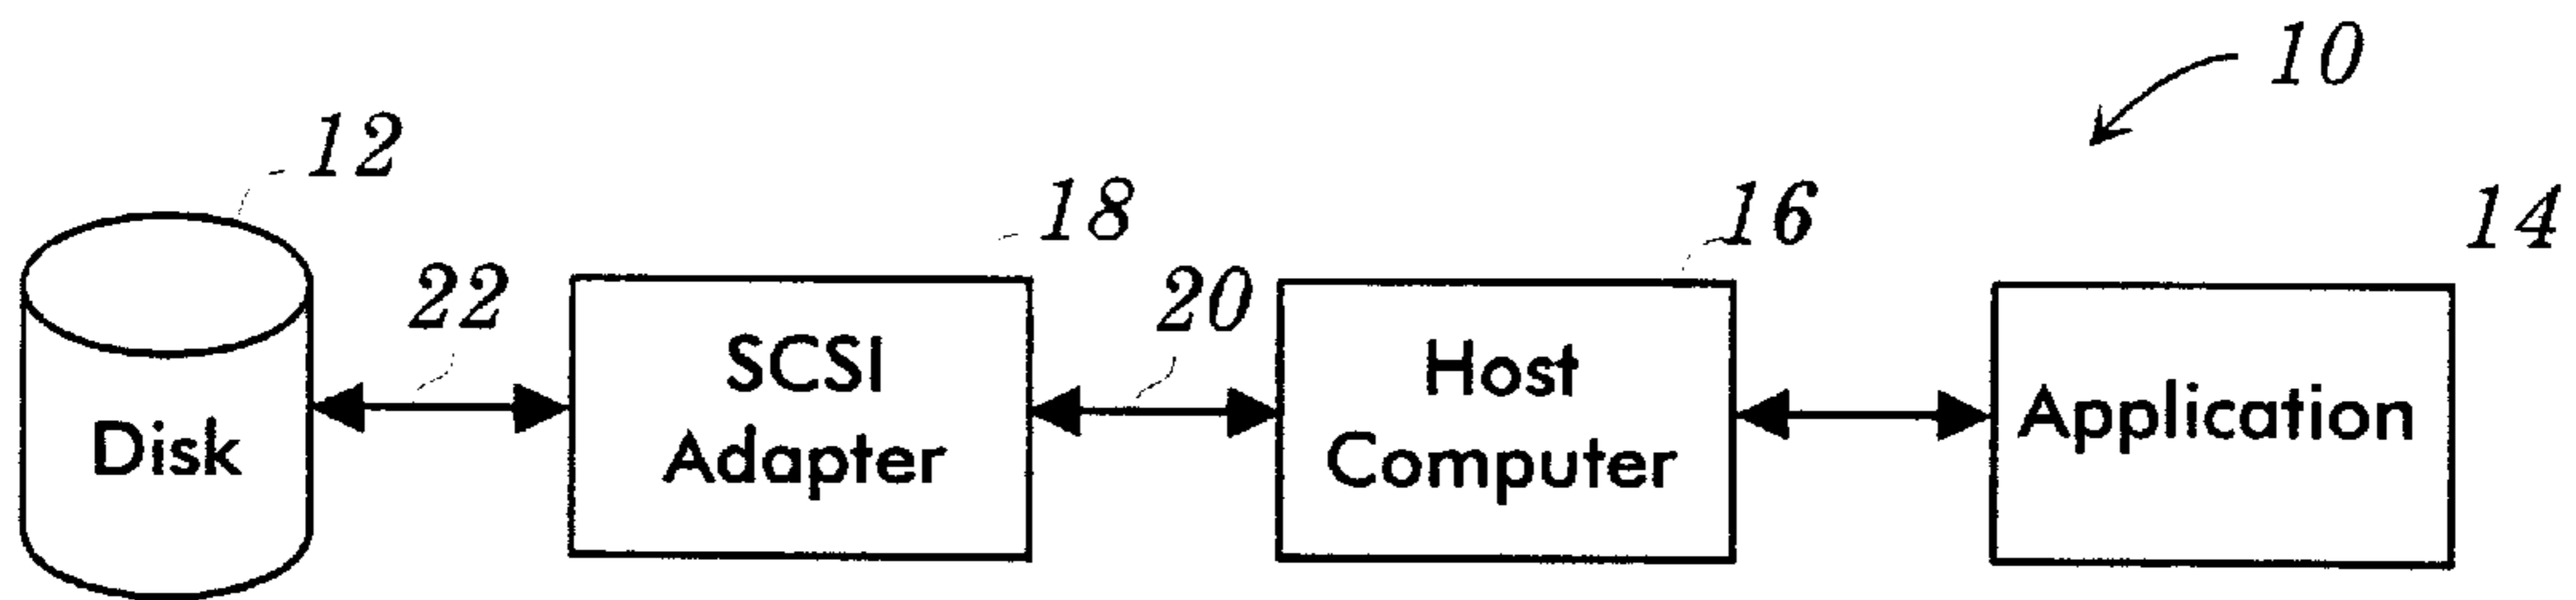 10
12
18
16
14
22
20
SCSI
Adapter
Host
Computer
Application
Disk